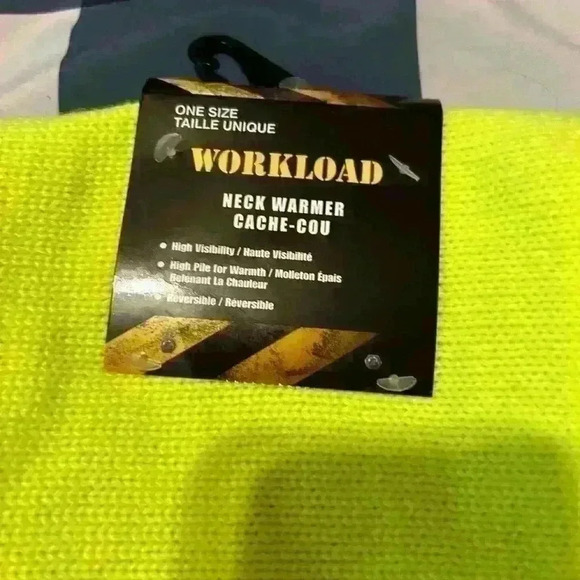 ONE SIZE
TAILLE UNIQUE
WORKLOAD
NECK WARMER
CACHE-COU
High Visibility / Haute Visibilité
High Pile for Warmth / Molleton Épais
Retenant La Chaleur
Reversible / Réversible